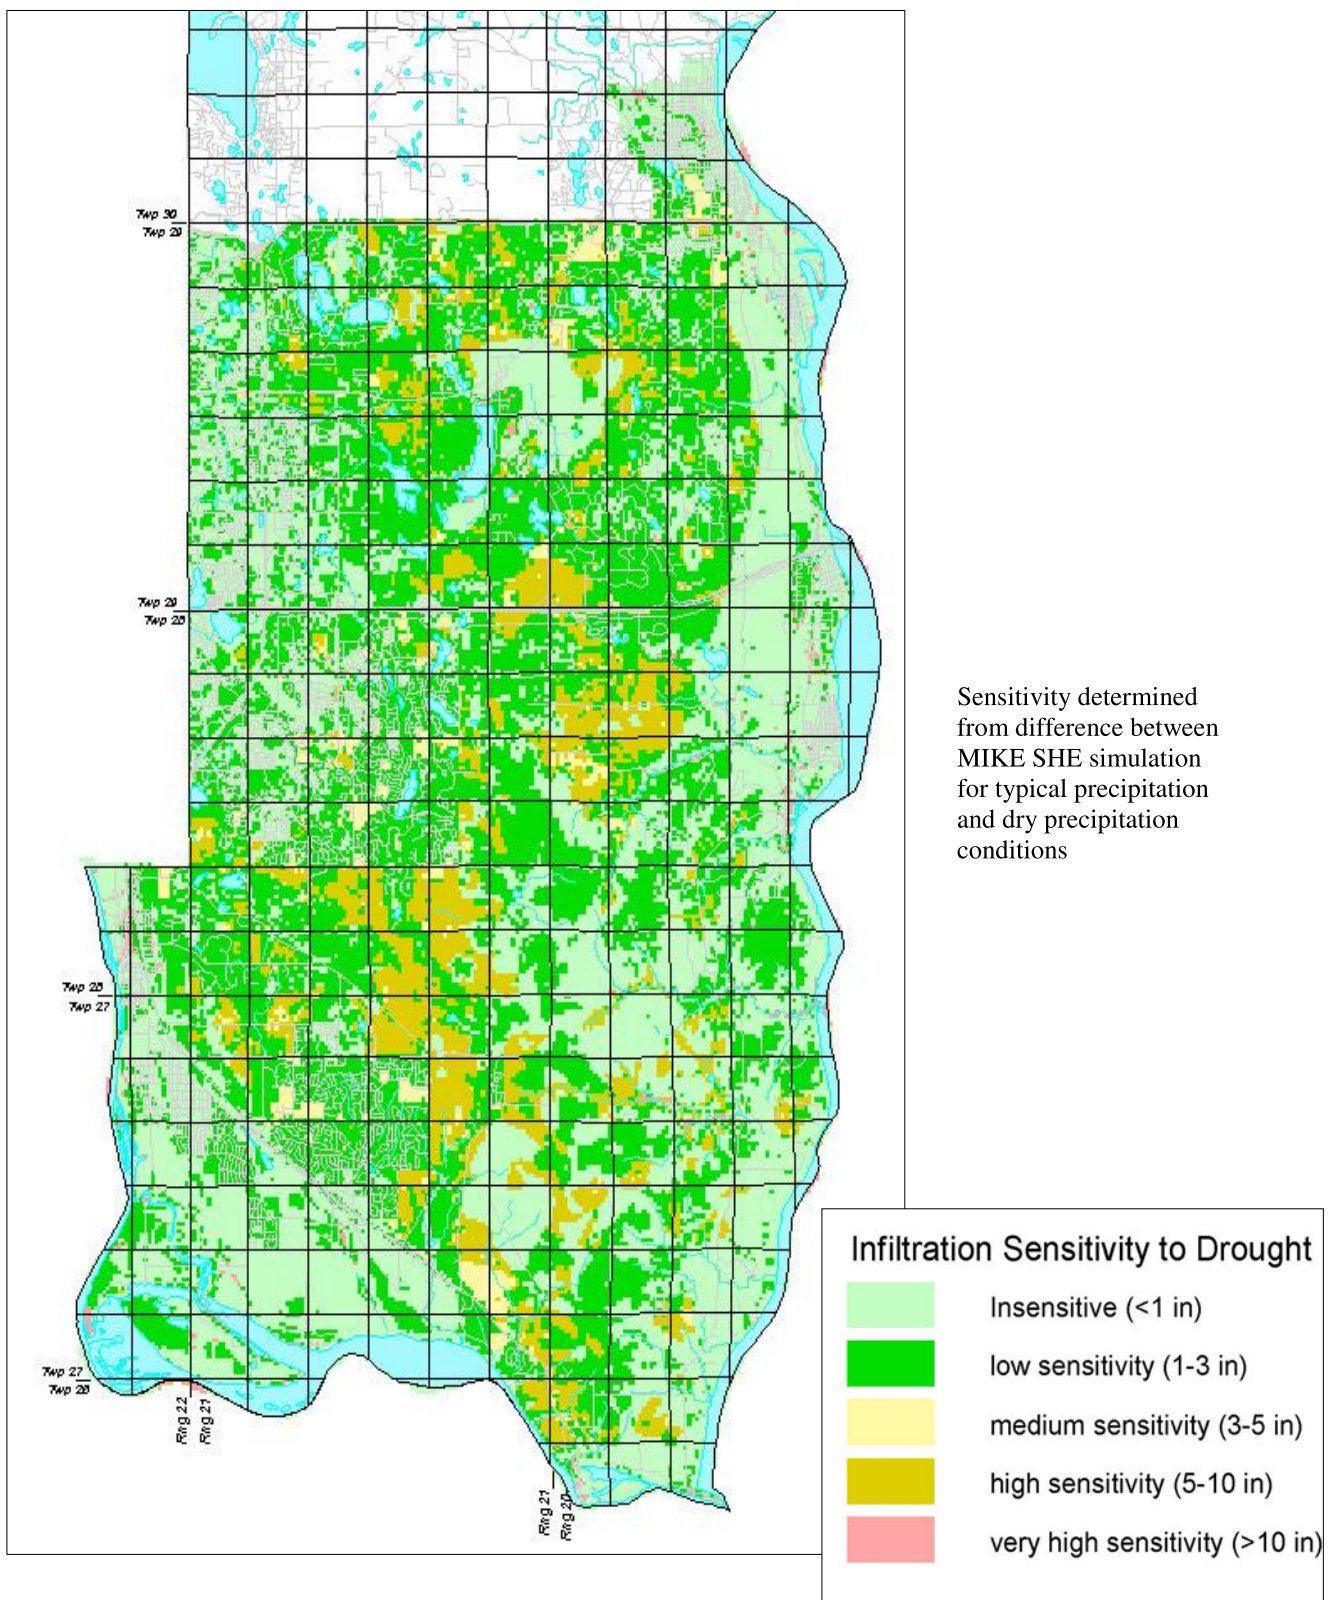 Twp 30
Twp 29
Twp 29
Twp 28
Sensitivity determined
from difference between
MIKE SHE simulation
for typical precipitation
and dry precipitation
conditions
Twp 28
Twp 27
Infiltration Sensitivity to Drought
Insensitive (<1 in)
low sensitivity (1-3 in)
medium sensitivity (3-5 in)
high sensitivity (5-10 in)
very high sensitivity (>10 in)
Twp 27
Twp 26
Rng 22
Rng 21
Rng 21
Rng 20